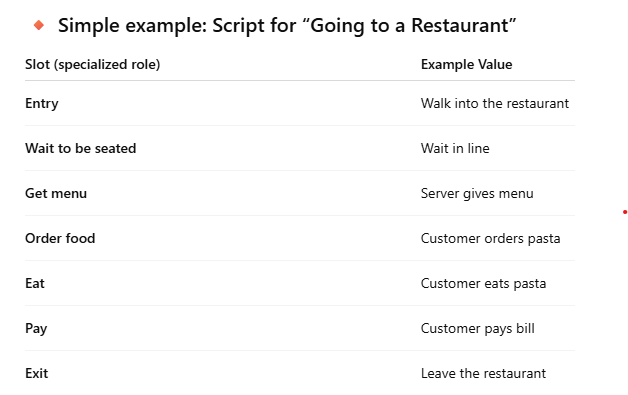 Simple example: Script for “Going to a Restaurant”
Slot (specialized role) Example Value
Entry Walk into the restaurant
Wait to be seated Wait in line
Get menu Server gives menu
Order food Customer orders pasta
Eat Customer eats pasta
Pay Customer pays bill
Exit Leave the restaurant